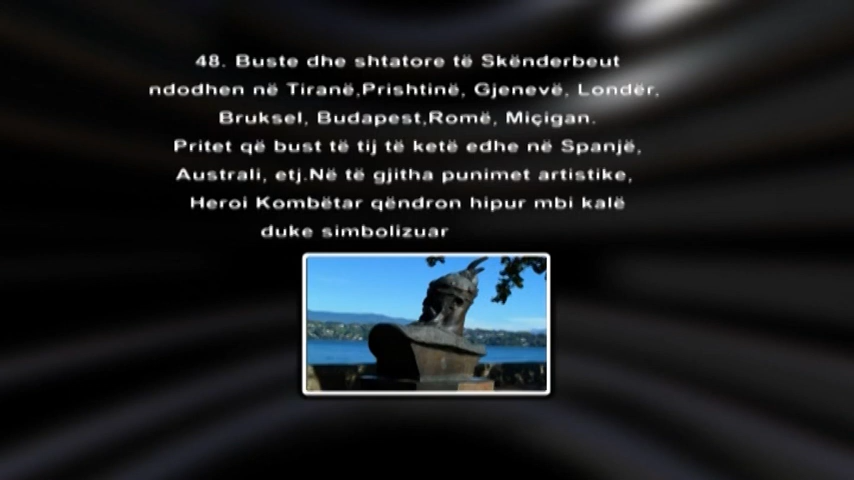 48. Buste dhe shtatore të Skënderbeut
ndodhen në Tiranë,Prishtinë, Gjenevë, Londër,
Bruksel, Budapest,Romë, Miçigan.
Pritet që bust të tij të ketë edhe në Spanjë,
Australi, etj.Në të gjitha punimet artistike,
Heroi Kombëtar qëndron hipur mbi kalë
duke simbolizuar